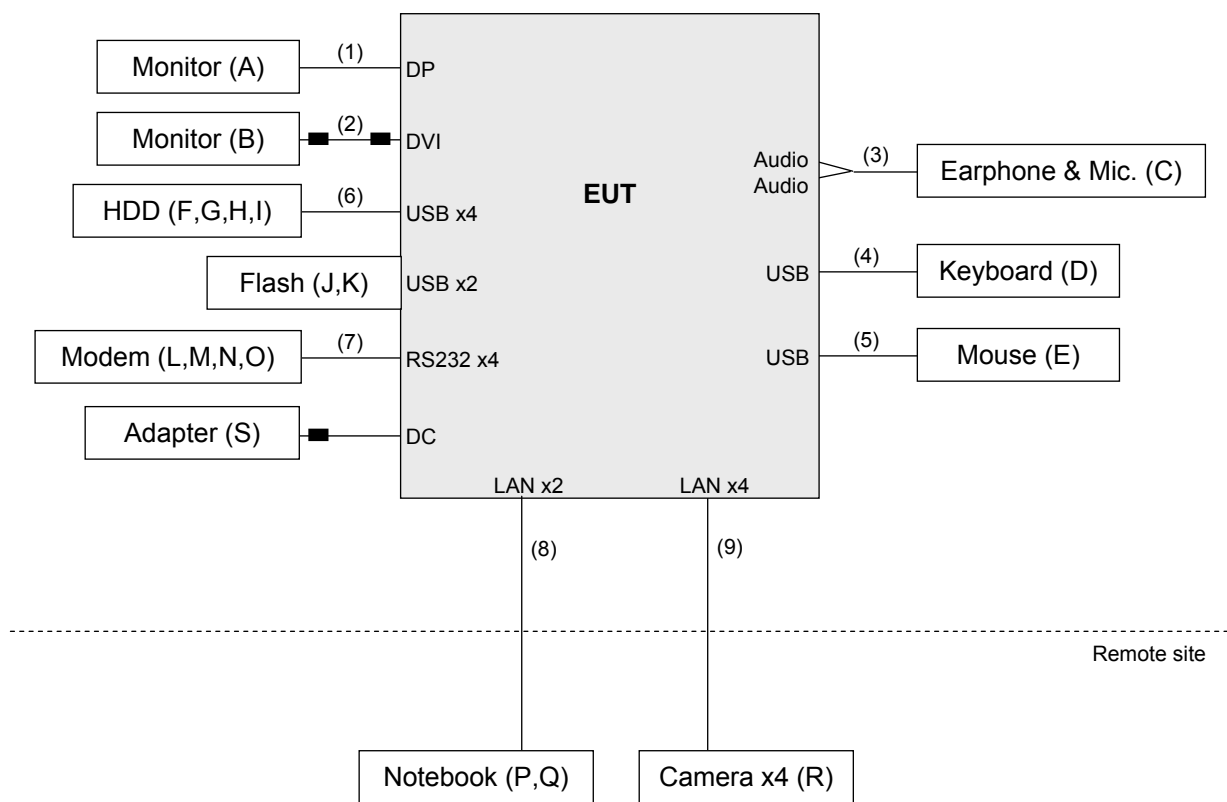 (1)
Monitor (A)
DP
(2)
Monitor (B)
DVI
(6)
HDD (F,G,H,I)
USB x4
Flash (J,K)
USB x2
(7)
Modem (L,M,N,O)
RS232 x4
Adapter (S)
DC
EUT
Audio
Audio
(3)
Earphone & Mic. (C)
USB
(4)
Keyboard (D)
USB
(5)
Mouse (E)
LAN x2
LAN x4
(8)
(9)
Remote site
Notebook (P,Q)
Camera x4 (R)